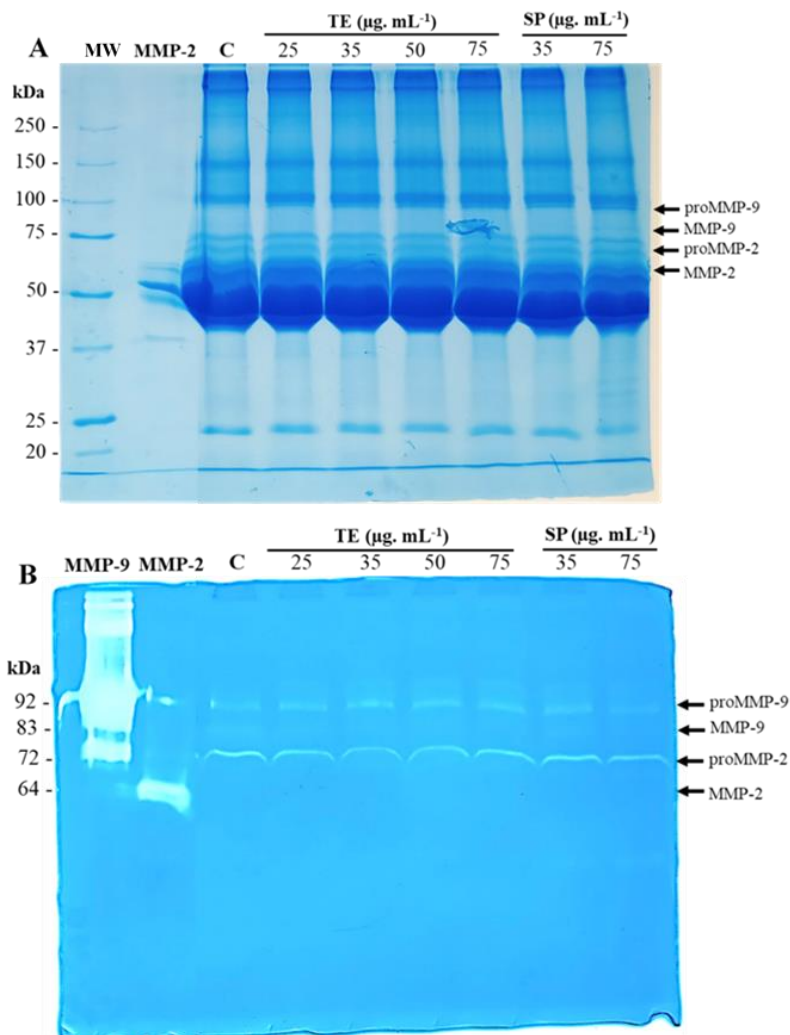 A
TE (μg. mL-1) SP (μg. mL-1)
MW MMP-2 C 25 35 50 75 35 75
kDa
250 -
150 -
100 -
75 -
50 -
37 -
25 -
20 -
proMMP-9
MMP-9
proMMP-2
MMP-2
B
TE (μg. mL-1) SP (μg. mL-1)
MMP-9 MMP-2 C 25 35 50 75 35 75
kDa
92 -
83 -
72 -
64 -
proMMP-9
MMP-9
proMMP-2
MMP-2